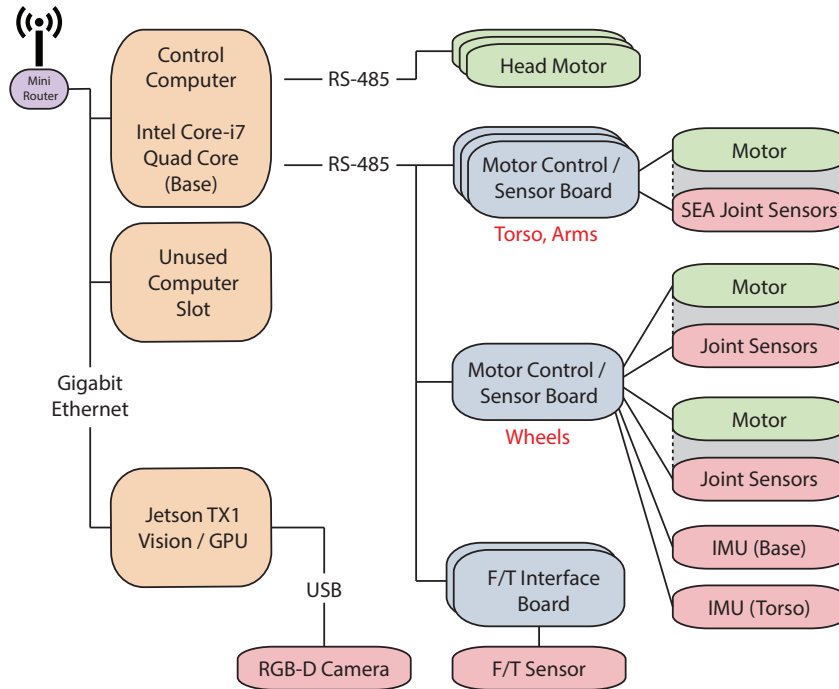 Mini
Router
Control
Computer
Intel Core-i7
Quad Core
(Base)
RS-485
Head Motor
RS-485
Motor Control /
Sensor Board
Torso, Arms
Motor
SEA Joint Sensors
Unused
Computer
Slot
Gigabit
Ethernet
Motor Control /
Sensor Board
Wheels
Motor
Joint Sensors
Motor
Joint Sensors
IMU (Base)
IMU (Torso)
Jetson TX1
Vision / GPU
USB
RGB-D Camera
F/T Interface
Board
F/T Sensor